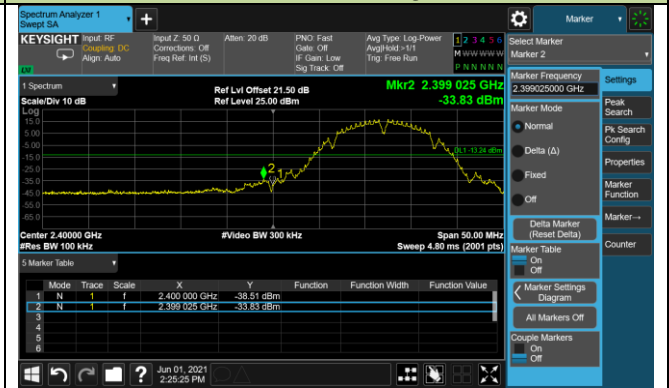 Spectrum Analyzer 1
Swept SA
+
Marker
KEYSIGHT Input: RF Input Z: 50 Ω Atten: 20 dB PNO: Fast Avg Type: Log-Power 1 2 3 4 5 6
Coupling: DC Corrections: Off Gate: Off Avg|Hold:>1/1 M W W W W W
Align: Auto Freq Ref: Int (S) IF Gain: Low Trig: Free Run P N N N N N
Sig Track: Off
LXI
Select Marker
Marker 2
1 Spectrum
Ref Lvl Offset 21.50 dB
Mkr2 2.399 025 GHz
Scale/Div 10 dB
Ref Level 25.00 dBm
-33.83 dBm
Log
15.0
5.00
-5.00
-15.0
-25.0
-35.0
-45.0
-55.0
-65.0
DL1 -13.24 dBm
2
1
Center 2.40000 GHz
#Video BW 300 kHz
Span 50.00 MHz
#Res BW 100 kHz
Sweep 4.80 ms (2001 pts)
5 Marker Table
Mode Trace Scale X Y Function Function Width Function Value
1 N 1 f 2.400 000 GHz -38.51 dBm
2 N 1 f 2.399 025 GHz -33.83 dBm
3
4
5
6
Marker Frequency
2.399025000 GHz
Marker Mode
Normal
Delta (Δ)
Fixed
Off
Delta Marker
(Reset Delta)
Marker Table
On
Off
Marker Settings
Diagram
All Markers Off
Couple Markers
On
Off
Settings
Peak
Search
Pk Search
Config
Properties
Marker
Function
Marker→
Counter
?
Jun 01, 2021
2:25:25 PM